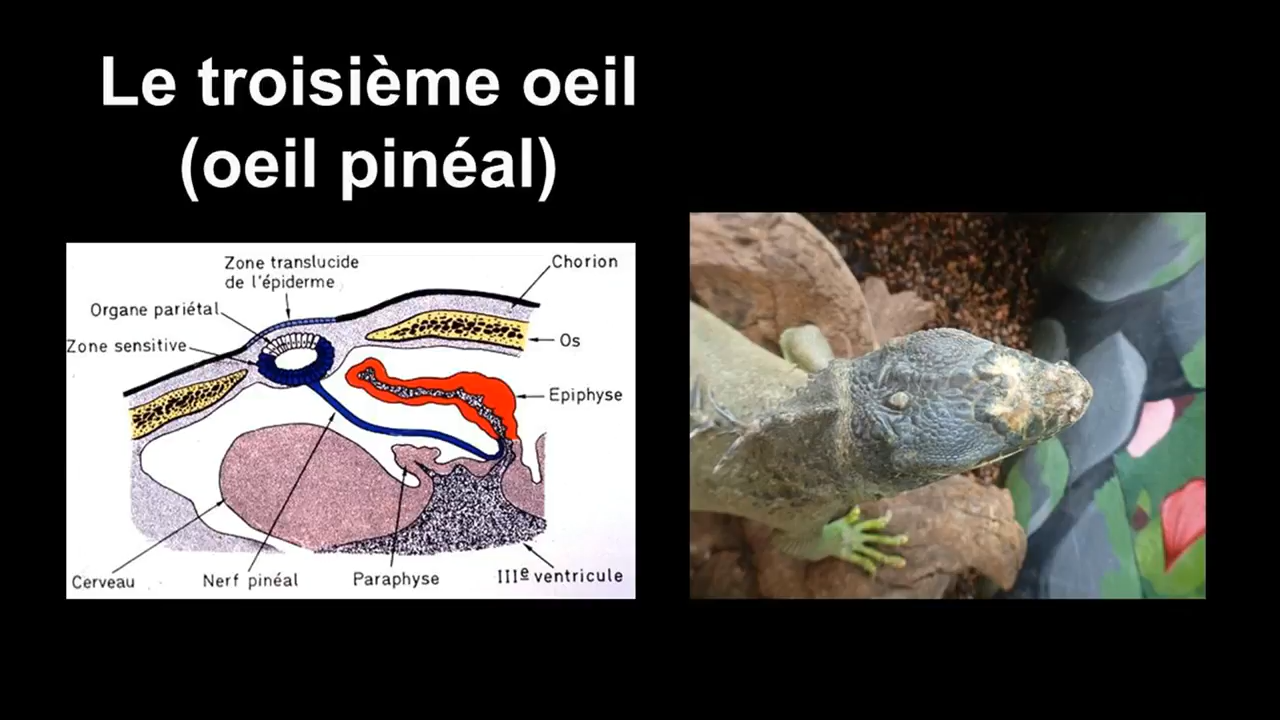 Le troisième oeil
(oeil pinéal)
Zone translucide
de l'épiderme
Chorion
Organe pariétal
Zone sensitive
Os
Epiphyse
Cerveau
Nerf pinéal
Paraphyse
IIIe ventricule